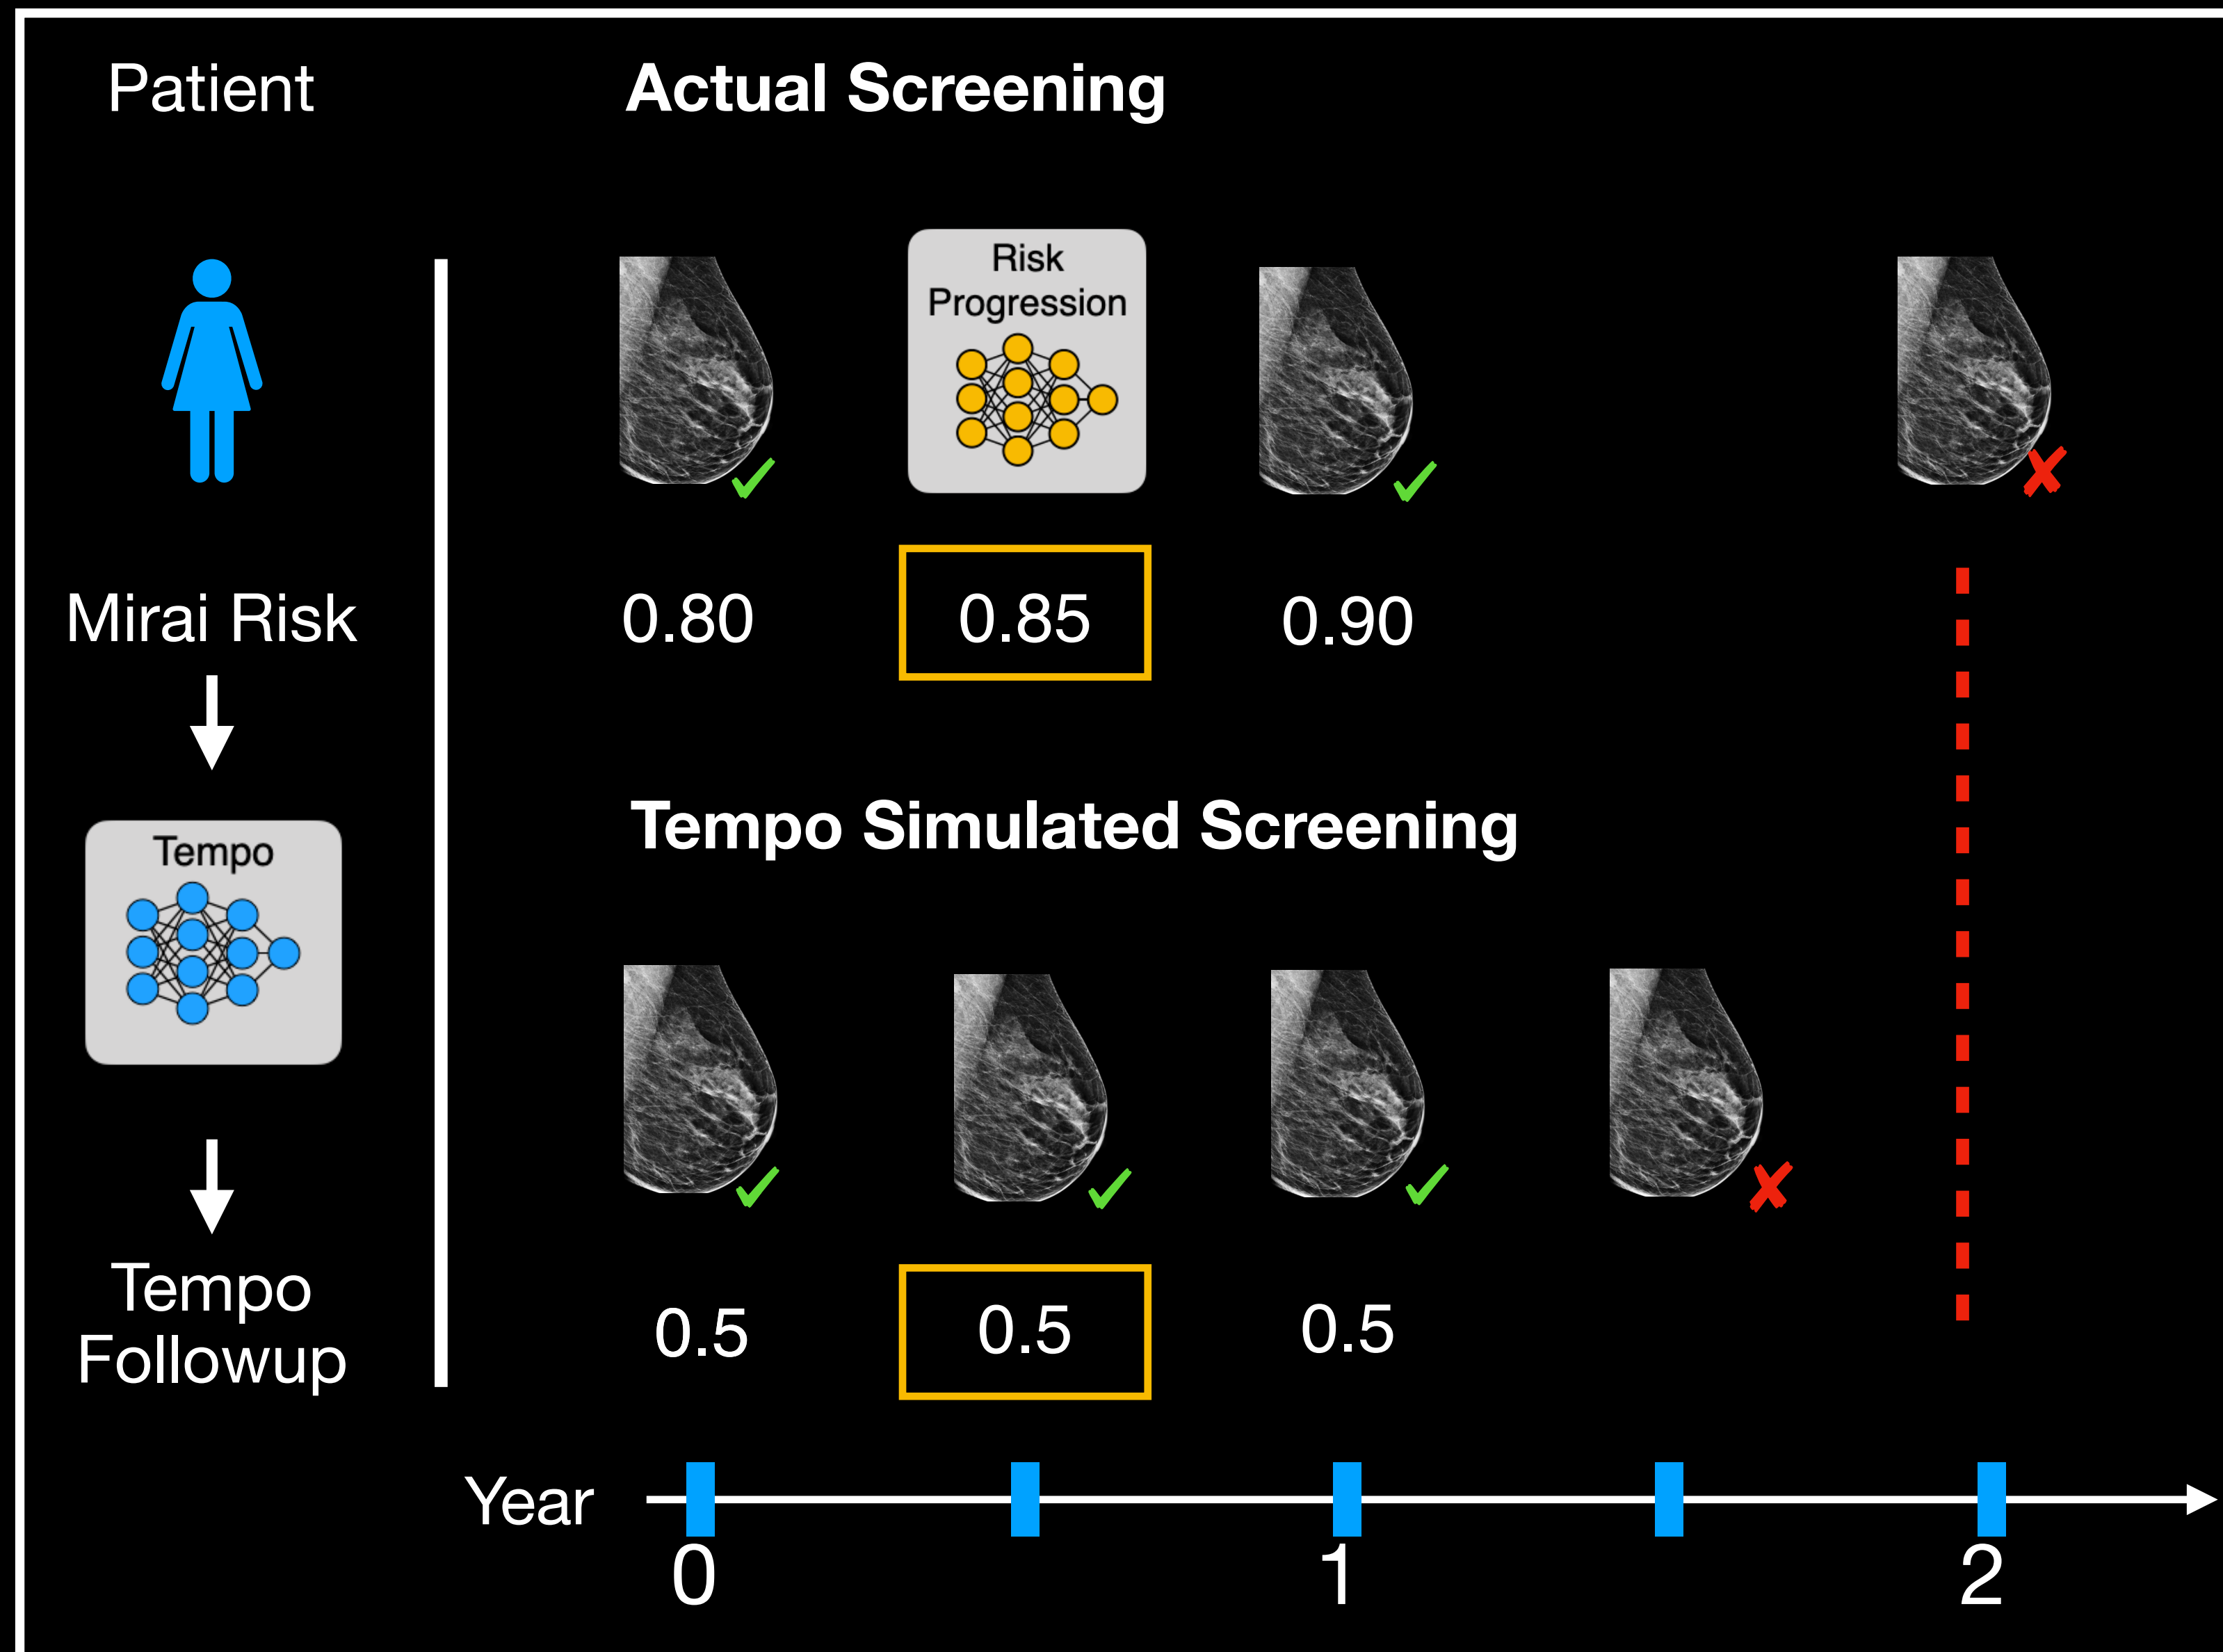 Patient
Actual Screening
Risk
Progression
Mirai Risk
0.80
0.85
0.90
Tempo
Tempo Simulated Screening
Tempo
Followup
0.5
0.5
0.5
Year
0
1
2